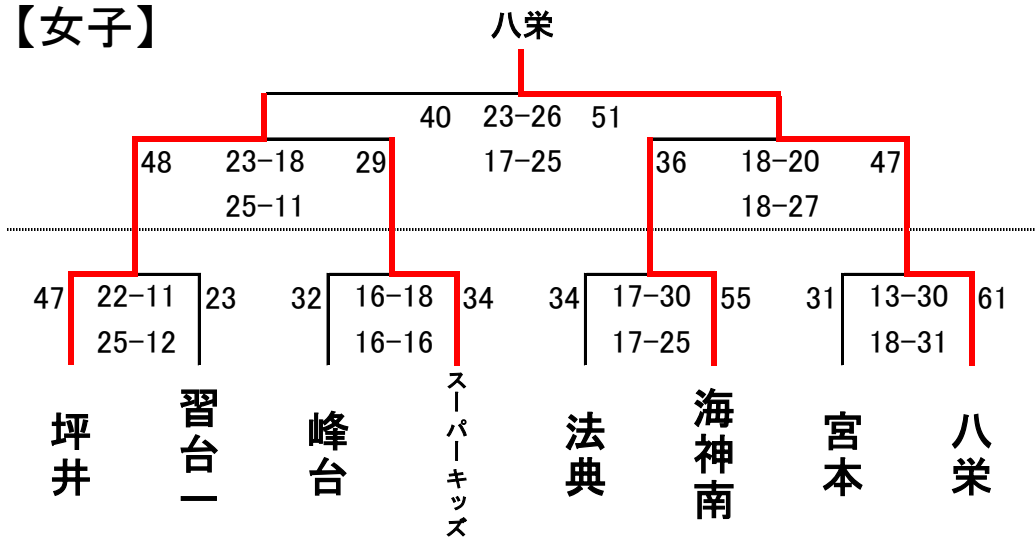 【女子】
八栄
40 23-26 51
17-25
48 23-18 29
25-11
36 18-20 47
18-27
47 22-11 23
25-12
32 16-18 34
16-16
34 17-30 55
17-25
31 13-30 61
18-31
坪井
習台一
峰台
スーパーキッズ
法典
海神南
宮本
八栄